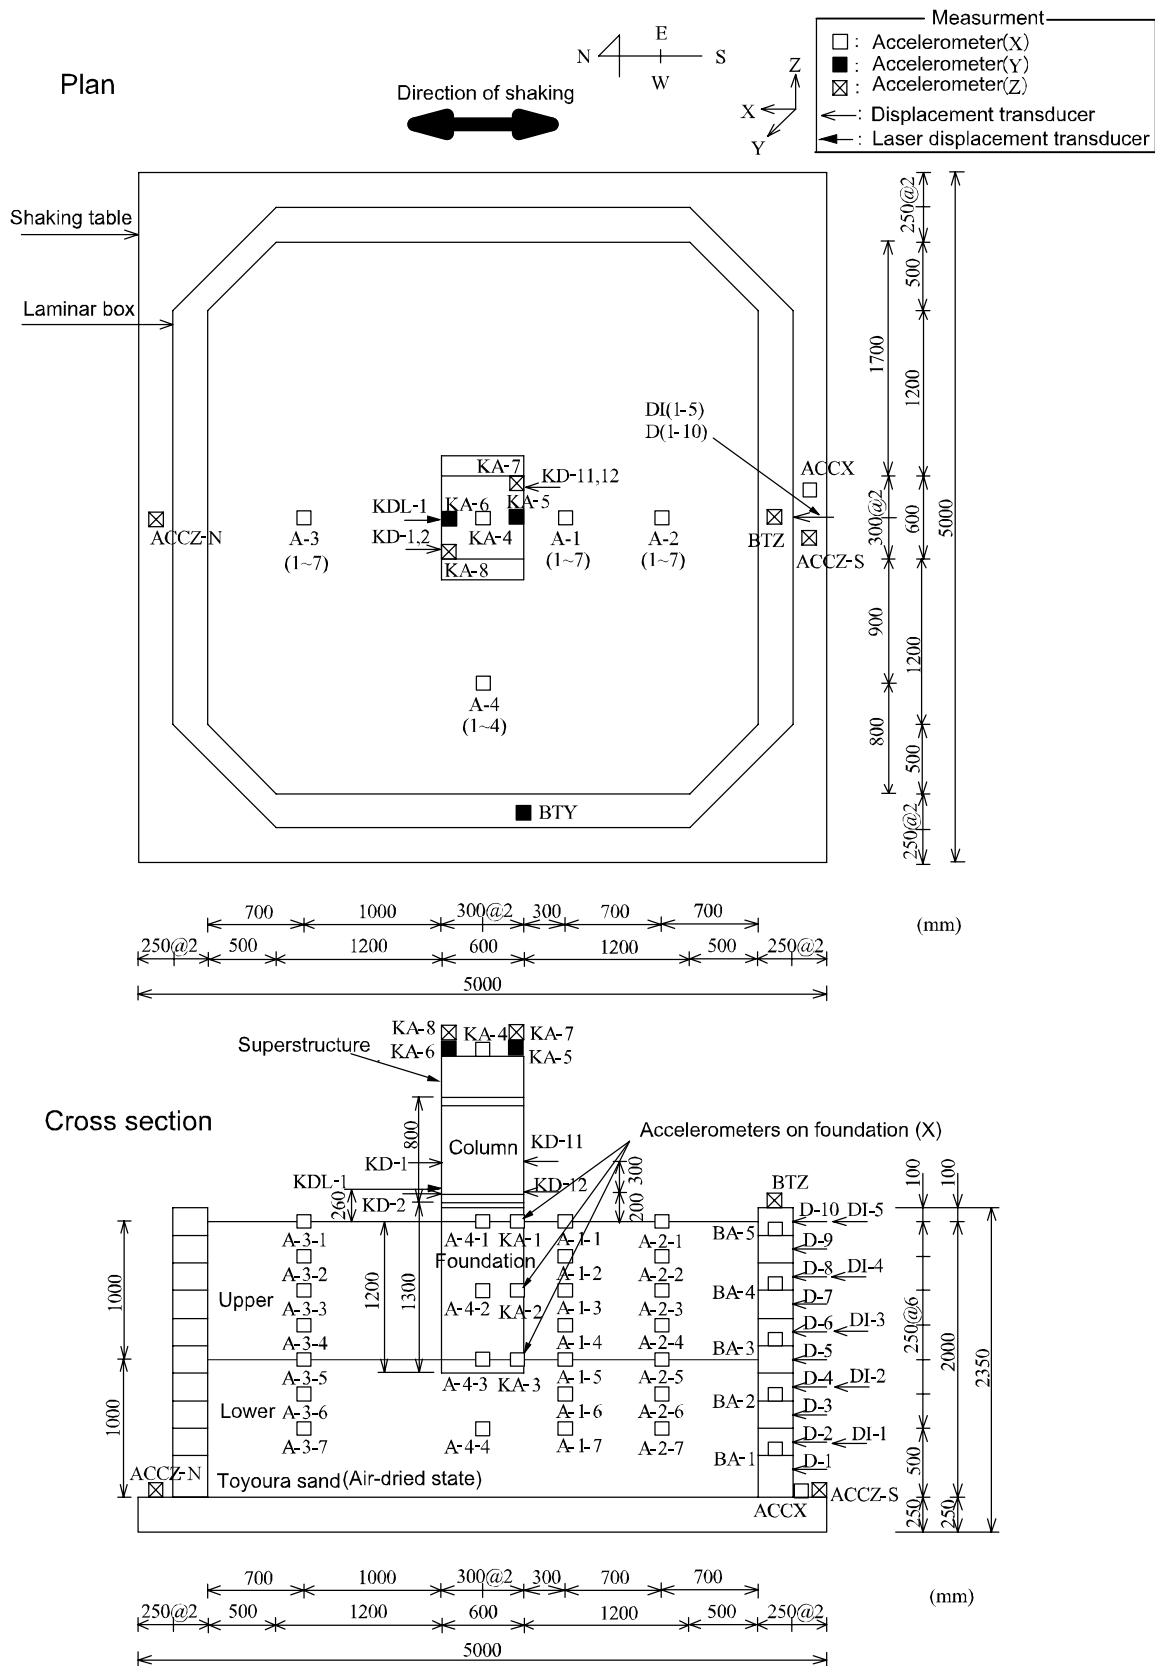 Measurment
: Accelerometer(X)
: Accelerometer(Y)
: Accelerometer(Z)
: Displacement transducer
: Laser displacement transducer
Plan
Direction of shaking
N
E
W
S
Z
X
Y
Shaking table
Laminar box
250@2
500
1200
600
1200
500
250@2
1700
300@2
900
800
5000
DI(1-5)
D(1-10)
ACCX
BTZ
ACCZ-S
ACCZ-N
A-3
(1~7)
KDL-1
KD-1,2
KA-7
KD-11,12
KA-6
KA-5
KA-4
KA-8
A-1
(1~7)
A-2
(1~7)
A-4
(1~4)
BTY
700
1000
300@2
300
700
700
(mm)
250@2
500
1200
600
1200
500
250@2
5000
Cross section
Superstructure
KA-8
KA-4
KA-7
KA-6
KA-5
Column
800
KD-1
KD-11
KDL-1
KD-12
KD-2
260
300
200
Accelerometers on foundation (X)
BTZ
100
100
A-3-1
A-4-1
KA-1
A-1-1
A-2-1
BA-5
D-10
DI-5
Foundation
D-9
A-3-2
A-1-2
A-2-2
D-8
DI-4
Upper
A-3-3
A-4-2
KA-2
A-1-3
A-2-3
BA-4
D-7
A-3-4
A-1-4
A-2-4
D-6
DI-3
BA-3
D-5
A-3-5
A-4-3
KA-3
A-1-5
A-2-5
D-4
DI-2
Lower
A-3-6
A-1-6
A-2-6
BA-2
D-3
A-3-7
A-4-4
A-1-7
A-2-7
D-2
DI-1
BA-1
D-1
1000
1000
1200
1300
250@6
500
250
2000
250
2350
ACCZ-N
Toyoura sand (Air-dried state)
ACCX
ACCZ-S
700
1000
300@2
300
700
700
(mm)
250@2
500
1200
600
1200
500
250@2
5000